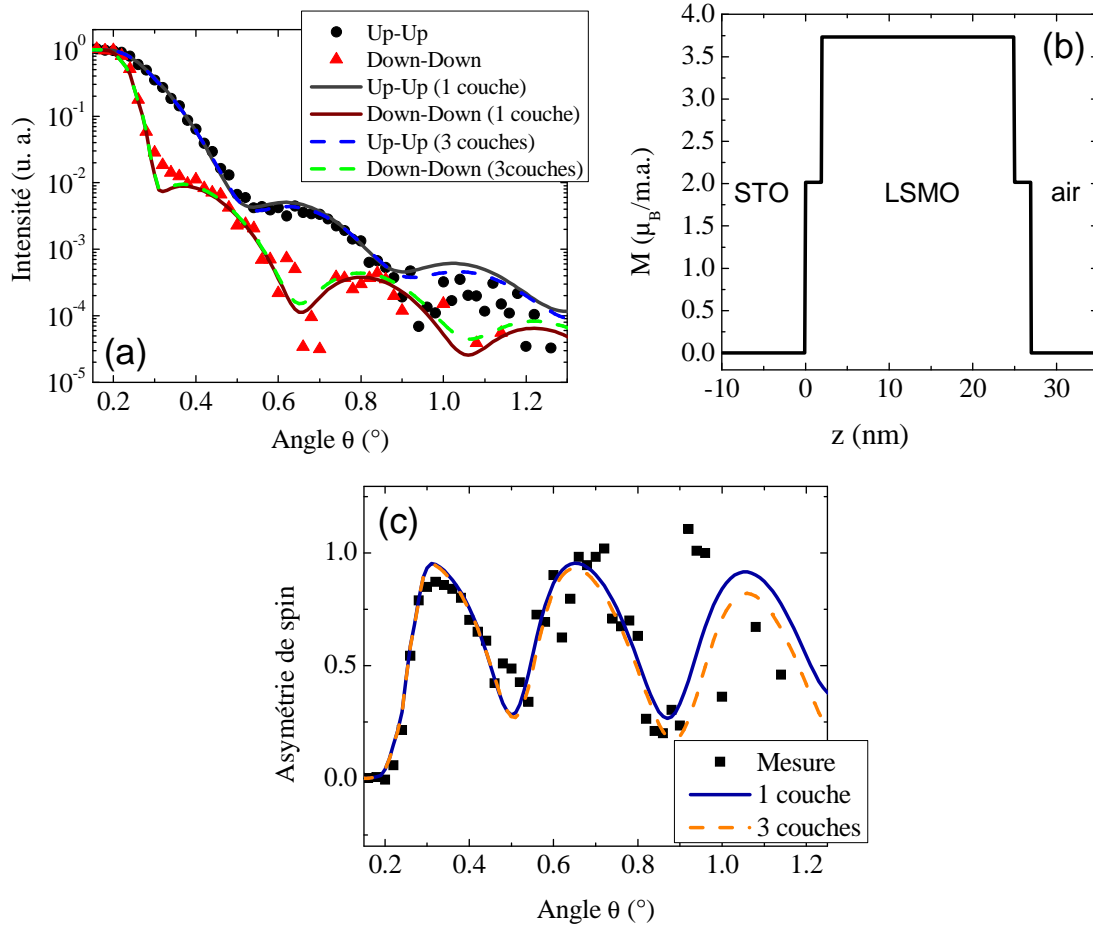 Up-Up
Down-Down
Up-Up (1 couche)
Down-Down (1 couche)
Up-Up (3 couches)
Down-Down (3couches)
10^0
10^-1
10^-2
10^-3
10^-4
10^-5
Intensité (u. a.)
(a)
0.2 0.4 0.6 0.8 1.0 1.2
Angle θ (°)
4.0
3.5
3.0
2.5
2.0
1.5
1.0
0.5
0.0
M (μ_B/m.a.)
(b)
STO LSMO air
-10 0 10 20 30
z (nm)
(c)
1.0
0.5
0.0
Asymétrie de spin
Mesure
1 couche
3 couches
0.2 0.4 0.6 0.8 1.0 1.2
Angle θ (°)